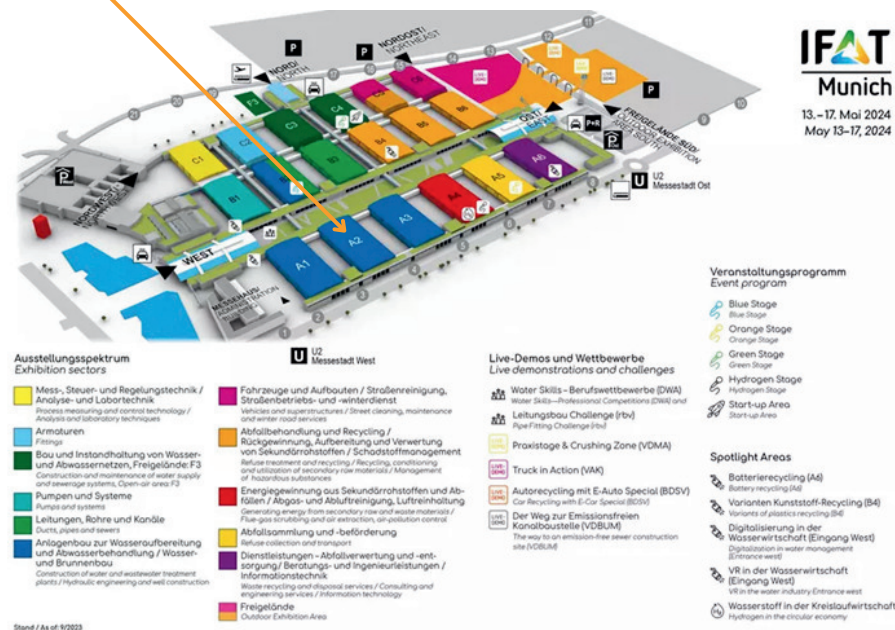 IFAT
Munich
13.–17. Mai 2024
May 13–17, 2024
NORDOST/
NORTHEAST
NORD/
NORTH
P
P
P
P+R
F3
C1
C2
C3
C4
C5
C6
B1
B3
B4
B5
B6
A1
A2
A3
A4
A5
A6
OST/
EAST
FREIGELÄNDE SÜD/
OUTDOOR EXHIBITION
AREA SOUTH
NORDWEST/
WEST
MESSEHAUS/
ADMINISTRATION
BUILDING
U U2
Messestadt Ost
U U2
Messestadt West
Ausstellungsspektrum
Exhibition sectors
Mess-, Steuer- und Regelungstechnik /
Analyse- und Labortechnik
Process measuring and control technology /
Analysis and laboratory techniques
Armaturen
Fittings
Bau und Instandhaltung von Wasser-
und Abwassernetzen, Freigelände: F3
Construction and maintenance of water supply
and sewerage systems, Open-air area: F3
Pumpen und Systeme
Pumps and systems
Leitungen, Rohre und Kanäle
Ducts, pipes and sewers
Anlagenbau zur Wasseraufbereitung
und Abwasserbehandlung / Wasser-
und Brunnenbau
Construction of water and wastewater treatment
plants / Hydraulic engineering and well construction
Stand / As of: 9/2023
Fahrzeuge und Aufbauten / Straßenreinigung,
Straßenbetriebs- und -winterdienst
Vehicles and superstructures / Street cleaning, maintenance
and winter road services
Abfallbehandlung und Recycling /
Rückgewinnung, Aufbereitung und Verwertung
von Sekundärrohstoffen / Schadstoffmanagement
Refuse treatment and recycling / Recycling, conditioning
and utilization of secondary raw materials / Management
of hazardous substances
Energiegewinnung aus Sekundärrohstoffen und Ab-
fällen / Abgas- und Abluftreinigung, Luftreinhaltung
Generating energy from secondary raw and waste materials /
Flue-gas scrubbing and air extraction, air-pollution control
Abfallsammlung und -beförderung
Refuse collection and transport
Dienstleistungen – Abfallverwertung und -ent-
sorgung/ Beratungs- und Ingenieurleistungen /
Informationstechnik
Waste recycling and disposal services / Consulting and
engineering services / Information technology
Freigelände
Outdoor Exhibition Area
Live-Demos und Wettbewerbe
Live demonstrations and challenges
Water Skills – Berufswettbewerbe (DWA)
Water Skills—Professional Competitions (DWA) and
Leitungsbau Challenge (rbv)
Pipe Fitting Challenge (rbv)
Praxistage & Crushing Zone (VDMA)
Truck in Action (VAK)
Autorecycling mit E-Auto Special (BDSV)
Car Recycling with E-Car Special (BDSV)
Der Weg zur Emissionsfreien
Kanalbaustelle (VDBUM)
The way to an emission-free sewer construction
site (VDBUM)
Veranstaltungsprogramm
Event program
Blue Stage
Blue Stage
Orange Stage
Orange Stage
Green Stage
Green Stage
Hydrogen Stage
Hydrogen Stage
Start-up Area
Start-up Area
Spotlight Areas
Batterierecycling (A6)
Battery recycling (A6)
Varianten Kunststoff-Recycling (B4)
Variants of plastics recycling (B4)
Digitalisierung in der
Wasserwirtschaft (Eingang West)
Digitalization in water management
(Entrance west)
VR in der Wasserwirtschaft
(Eingang West)
VR in the water industry Entrance west
Wasserstoff in der Kreislaufwirtschaft
Hydrogen in the circular economy